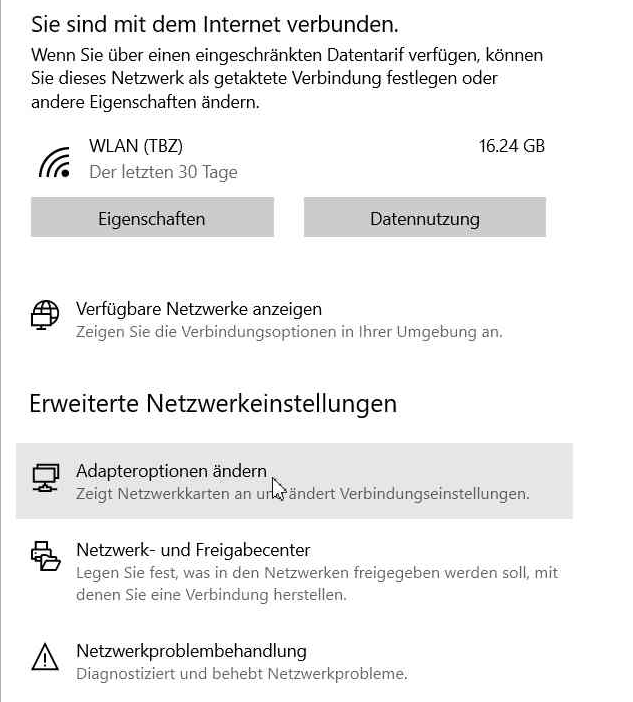 Sie sind mit dem Internet verbunden.
Wenn Sie über einen eingeschränkten Datentarif verfügen, können
Sie dieses Netzwerk als getaktete Verbindung festlegen oder
andere Eigenschaften ändern.
WLAN (TBZ) 16.24 GB
Der letzten 30 Tage
Eigenschaften Datennutzung
Verfügbare Netzwerke anzeigen
Zeigen Sie die Verbindungsoptionen in Ihrer Umgebung an.
Erweiterte Netzwerkeinstellungen
Adapteroptionen ändern
Zeigt Netzwerkkarten an und ändert Verbindungseinstellungen.
Netzwerk- und Freigabecenter
Legen Sie fest, was in den Netzwerken freigegeben werden soll, mit
denen Sie eine Verbindung herstellen.
Netzwerkproblembehandlung
Diagnostiziert und behebt Netzwerkprobleme.